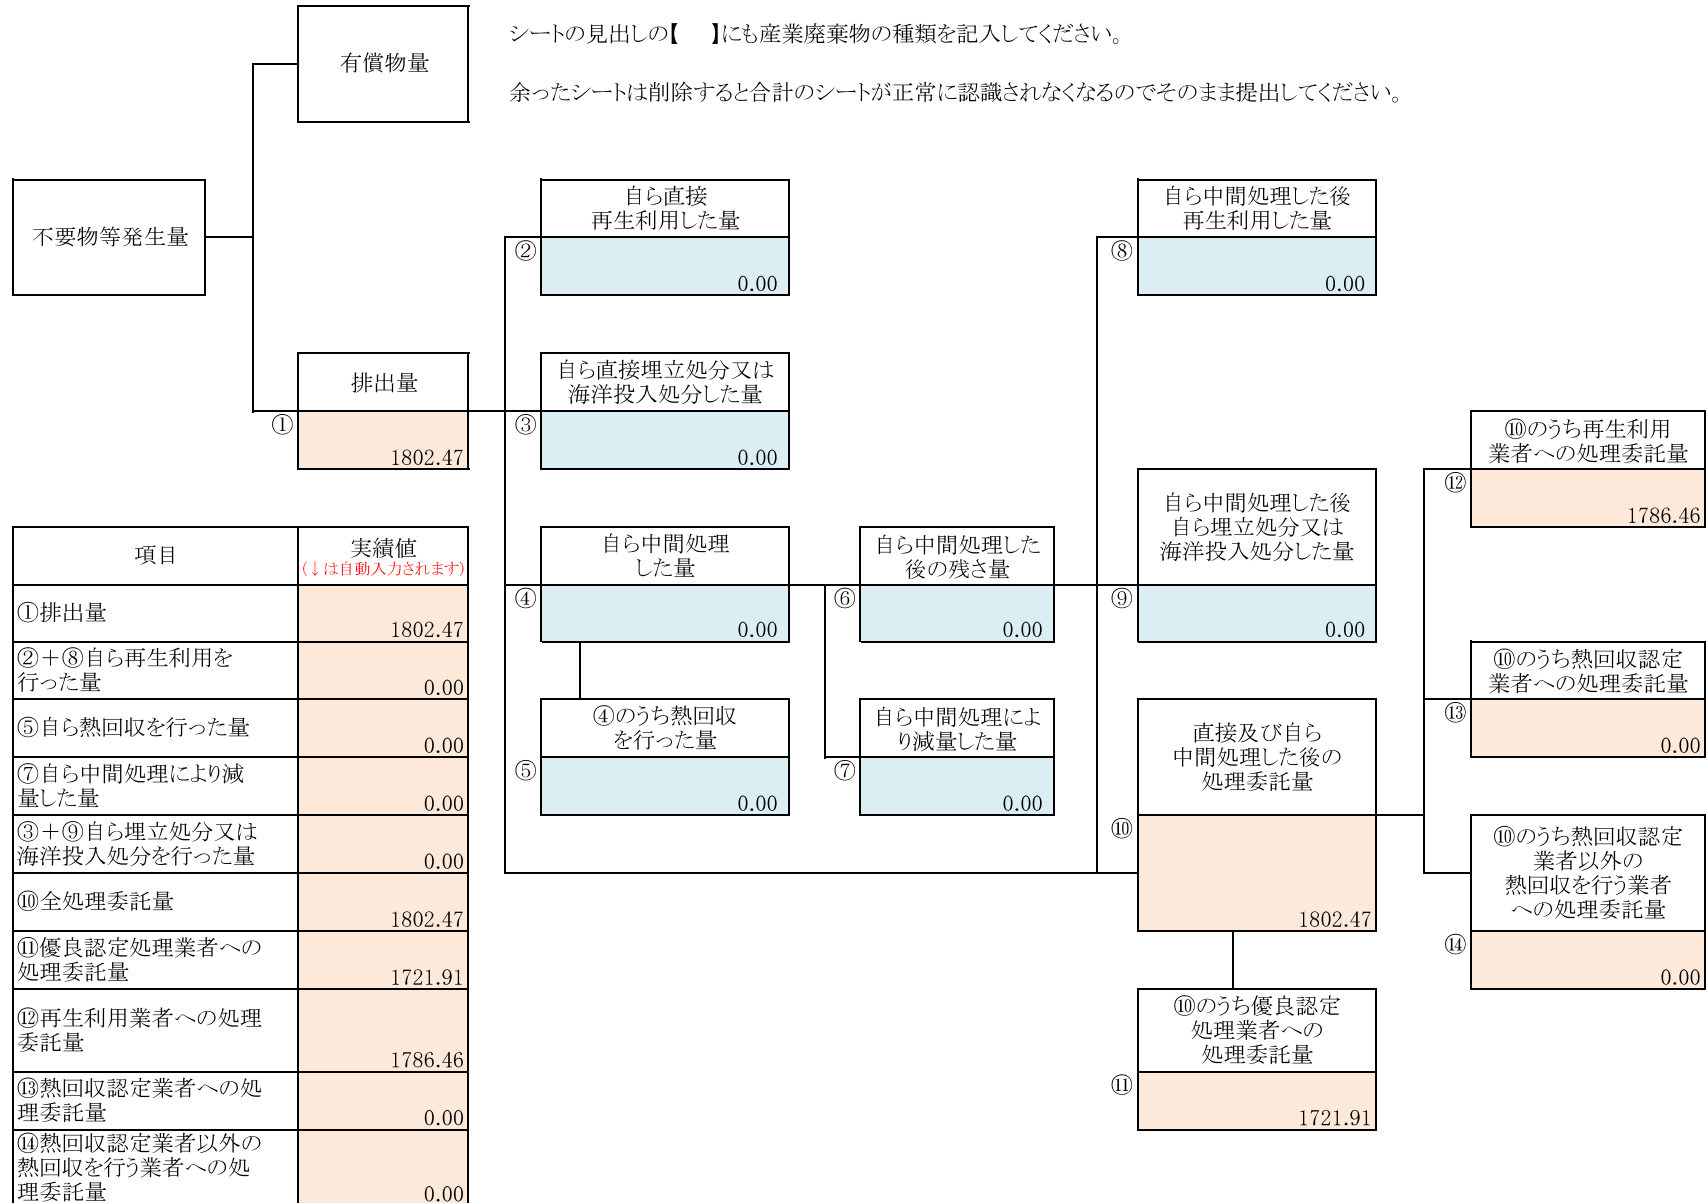 シートの見出しの【　】にも産業廃棄物の種類を記入してください。
余ったシートは削除すると合計のシートが正常に認識されなくなるのでそのまま提出してください。
有償物量
不要物等発生量
排出量
①
1802.47
自ら直接
再生利用した量
②
0.00
自ら直接埋立処分又は
海洋投入処分した量
③
0.00
自ら中間処理
した量
④
0.00
④のうち熱回収
を行った量
⑤
0.00
自ら中間処理した
後の残さ量
⑥
0.00
自ら中間処理によ
り減量した量
⑦
0.00
自ら中間処理した後
再生利用した量
⑧
0.00
自ら中間処理した後
自ら埋立処分又は
海洋投入処分した量
⑨
0.00
直接及び自ら
中間処理した後の
処理委託量
⑩
1802.47
⑩のうち優良認定
処理業者への
処理委託量
⑪
1721.91
⑩のうち再生利用
業者への処理委託量
⑫
1786.46
⑩のうち熱回収認定
業者への処理委託量
⑬
0.00
⑩のうち熱回収認定
業者以外の
熱回収を行う業者
への処理委託量
⑭
0.00
項目
実績値
(↓は自動入力されます)
①排出量
1802.47
②＋⑧自ら再生利用を
行った量
0.00
⑤自ら熱回収を行った量
0.00
⑦自ら中間処理により減
量した量
0.00
③＋⑨自ら埋立処分又は
海洋投入処分を行った量
0.00
⑩全処理委託量
1802.47
⑪優良認定処理業者への
処理委託量
1721.91
⑫再生利用業者への処理
委託量
1786.46
⑬熱回収認定業者への処
理委託量
0.00
⑭熱回収認定業者以外の
熱回収を行う業者への処
理委託量
0.00